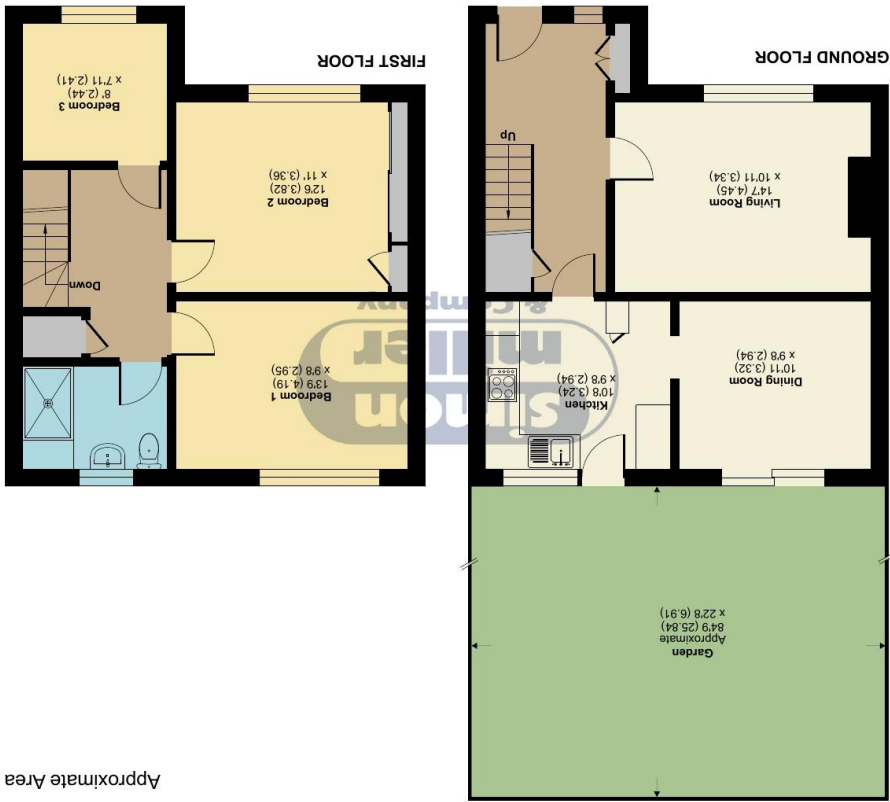 Approximate Area
Garden
Approximate
84'9 (25.84)
x 22'8 (6.91)
Dining Room
10'11 (3.32)
x 9'8 (2.94)
Kitchen
10'8 (3.24)
x 9'8 (2.94)
Living Room
14'7 (4.45)
x 10'11 (3.34)
Up
GROUND FLOOR
Bedroom 1
13'9 (4.19)
x 9'8 (2.95)
Down
Bedroom 2
12'6 (3.82)
x 11' (3.36)
Bedroom 3
8' (2.44)
x 7'11 (2.41)
FIRST FLOOR
simon
miller
& Company